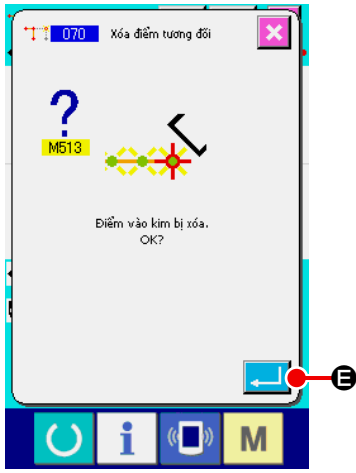 070 Xóa điểm tương đối
?
M513
Điểm vào kim bị xóa.
OK?
E
i M